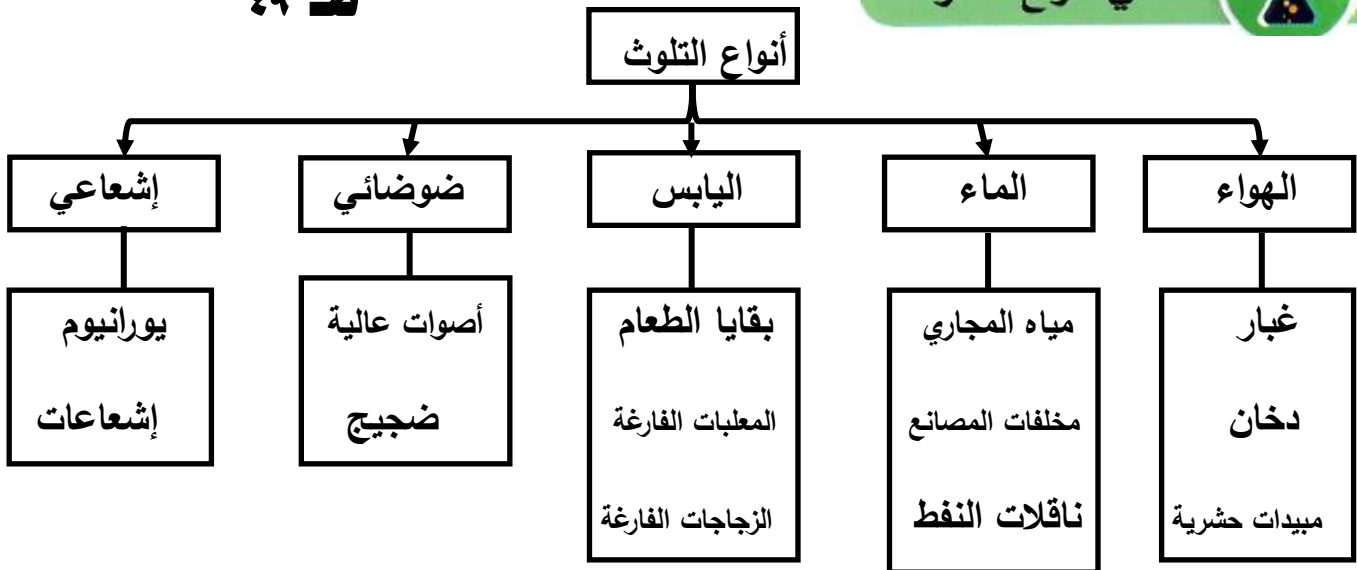 أنواع التلوث
الهواء
الماء
اليابس
ضوضائي
إشعاعي
غبار
دخان
مبيدات حشرية
مياه المجاري
مخلفات المصانع
ناقلات النفط
بقايا الطعام
المعلبات الفارغة
الزجاجات الفارغة
أصوات عالية
ضجيج
يورانيوم
إشعاعات